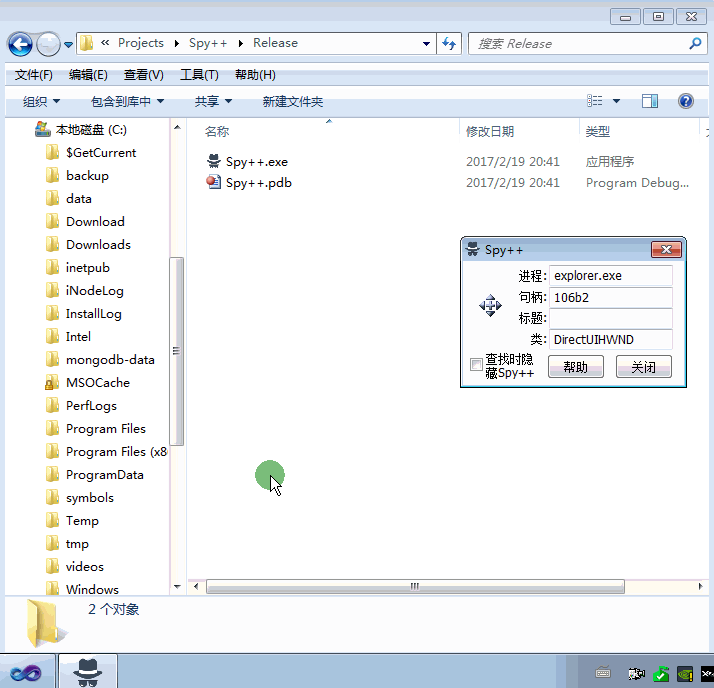 « Projects ▸ Spy++ ▸ Release
搜索 Release
文件(F) 编辑(E) 查看(V) 工具(T) 帮助(H)
组织 包含到库中 共享 新建文件夹
本地磁盘 (C:)
$GetCurrent
backup
data
Download
Downloads
inetpub
iNodeLog
InstallLog
Intel
mongodb-data
MSOCache
PerfLogs
Program Files
Program Files (x8
ProgramData
symbols
Temp
tmp
videos
Windows
名称 修改日期 类型
Spy++.exe 2017/2/19 20:41 应用程序
Spy++.pdb 2017/2/19 20:41 Program Debug...
Spy++
进程: explorer.exe
句柄: 106b2
标题:
类: DirectUIHWND
查找时隐
藏Spy++
帮助 关闭
2 个对象